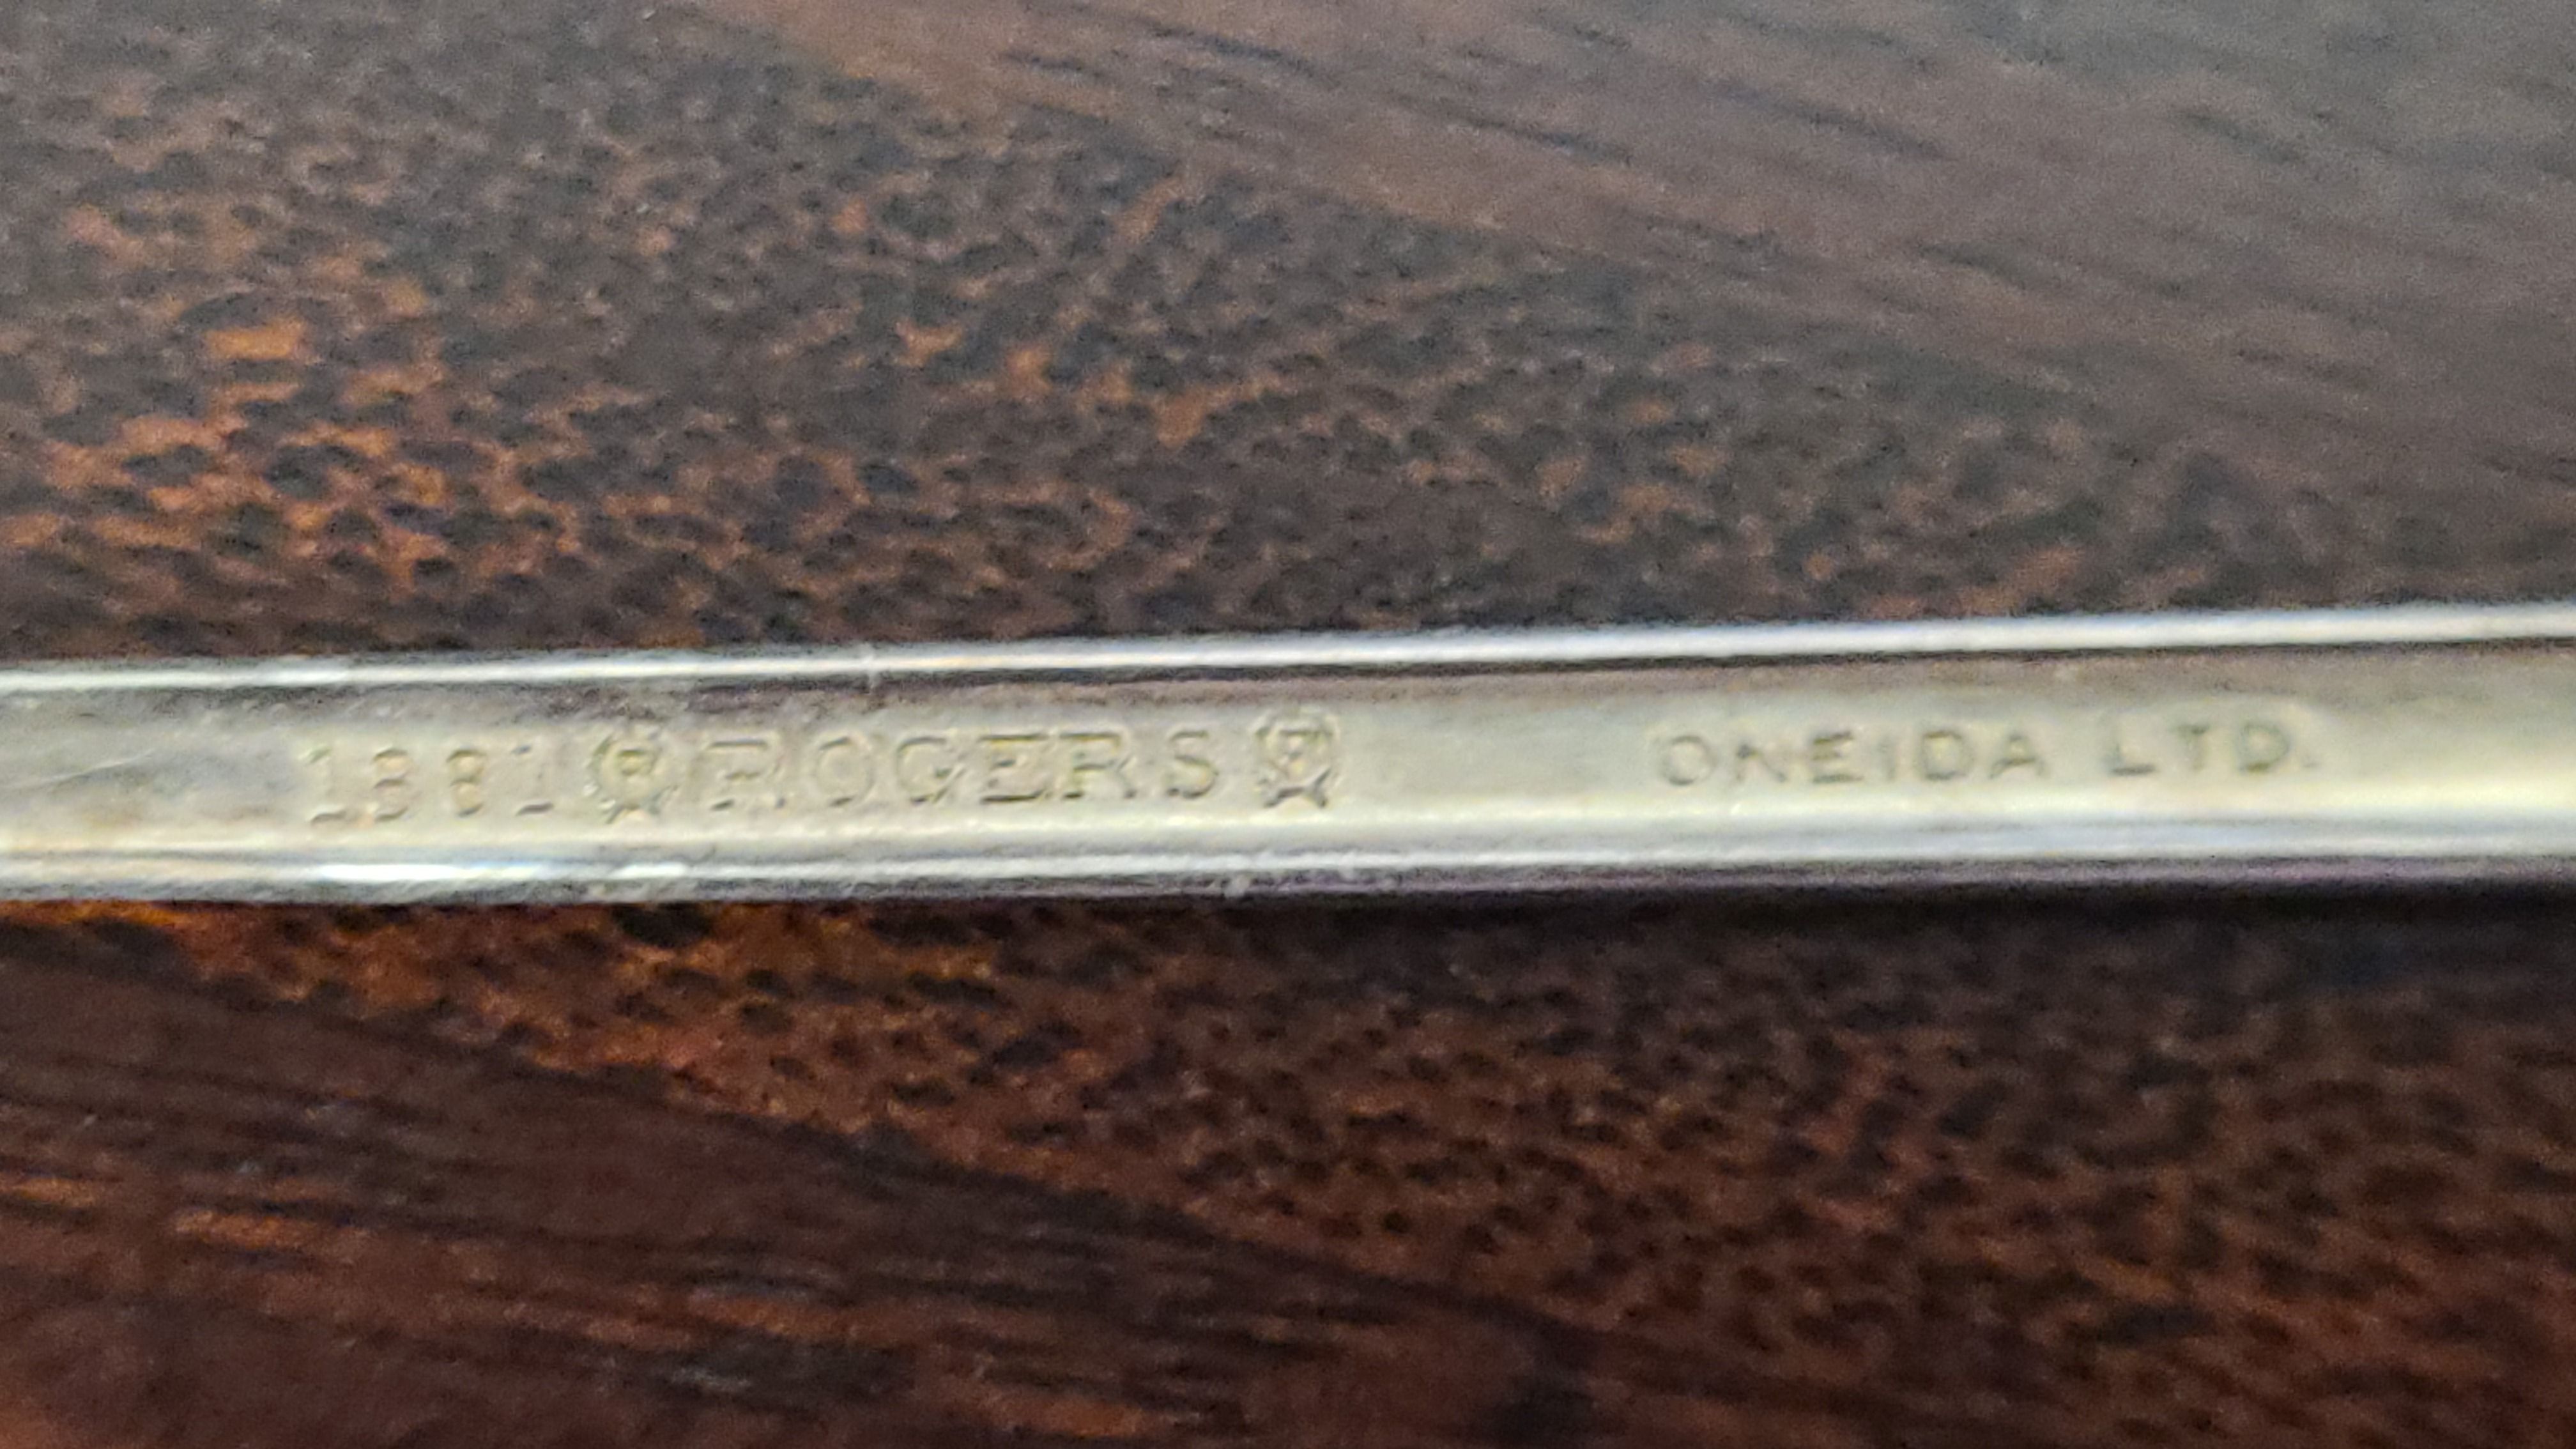 1881 ® ROGERS ® ONEIDA LTD.